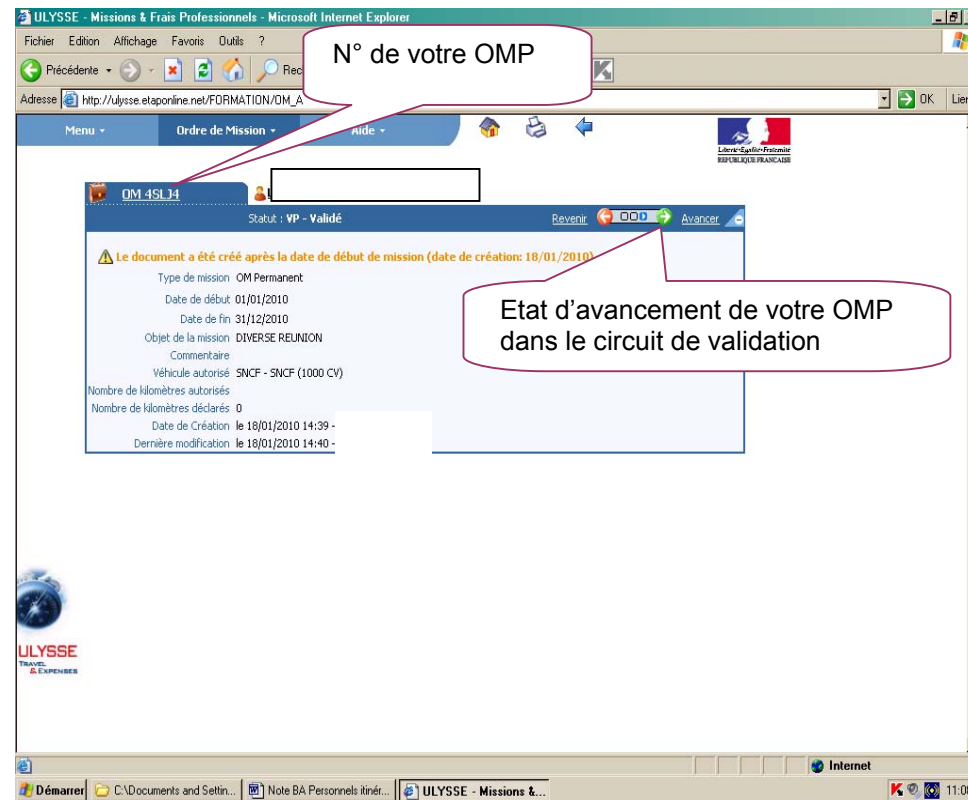 ULYSSE - Missions & Frais Professionnels - Microsoft Internet Explorer
Fichier Edition Affichage Favoris Outils ?
N° de votre OMP
Précédente
Adresse http://ulysse.etaponline.net/FORMATION/OM_A
OK Lien
Menu Ordre de Mission Aide
Liberté • Égalité • Fraternité
REPUBLIQUE FRANCAISE
OM 4SLJ4
Statut : VP - Validé Revenir Avancer
Le document a été créé après la date de début de mission (date de création: 18/01/2010)
Type de mission OM Permanent
Date de début 01/01/2010
Date de fin 31/12/2010
Objet de la mission DIVERSE REUNION
Commentaire
Véhicule autorisé SNCF - SNCF (1000 CV)
Nombre de kilomètres autorisés
Nombre de kilomètres déclarés 0
Date de Création le 18/01/2010 14:39 -
Dernière modification le 18/01/2010 14:40 -
Etat d’avancement de votre OMP
dans le circuit de validation
ULYSSE
TRAVEL
& EXPENSES
Internet
Démarrer C:\Documents and Settin... Note BA Personnels itinér... ULYSSE - Missions &...